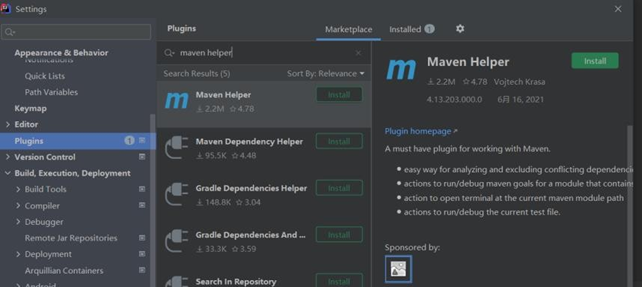 Settings
Appearance & Behavior
Notifications
Quick Lists
Path Variables
Keymap
Editor
Plugins 1
Version Control
Build, Execution, Deployment
Build Tools
Compiler
Debugger
Remote Jar Repositories
Deployment
Arquillian Containers
Android
Plugins
Marketplace
Installed 1
maven helper
Search Results (5) Sort By: Relevance
Maven Helper
2.2M 4.78
Install
Maven Dependency Helper
95.5K 4.48
Install
Gradle Dependencies Helper
148.8K 3.04
Install
Gradle Dependencies And ...
33.3K 3.59
Install
Search In Repository
Install
Maven Helper
Install
2.2M 4.78 Vojtech Krasa
4.13.203.000.0 6月 16, 2021
Plugin homepage
A must have plugin for working with Maven.
easy way for analyzing and excluding conflicting dependencie
actions to run/debug maven goals for a module that contains
action to open terminal at the current maven module path
actions to run/debug the current test file.
Sponsored by: